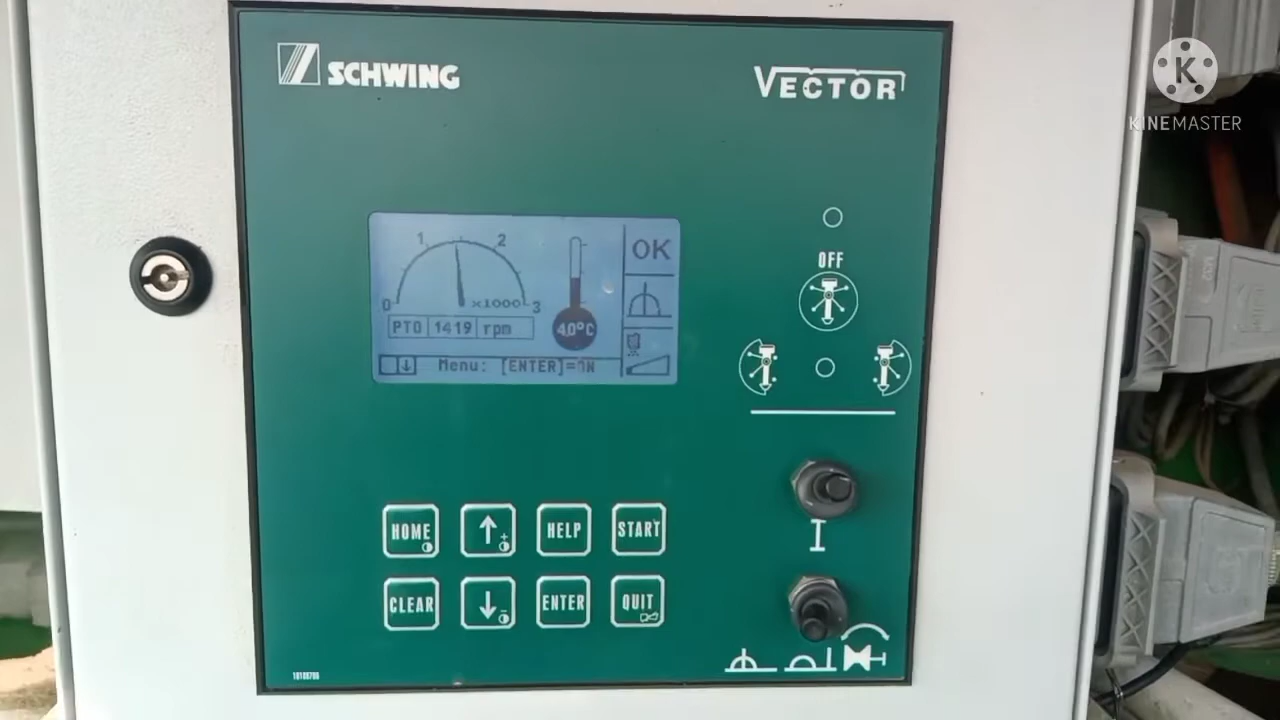 SCHWING
VECTOR
K
KINEMASTER
1 2
0 x1000 3
PTO 1419 rpm
40°C
OK
Menu: [ENTER]=ON
OFF
HOME
HELP
START
CLEAR
ENTER
QUIT
I